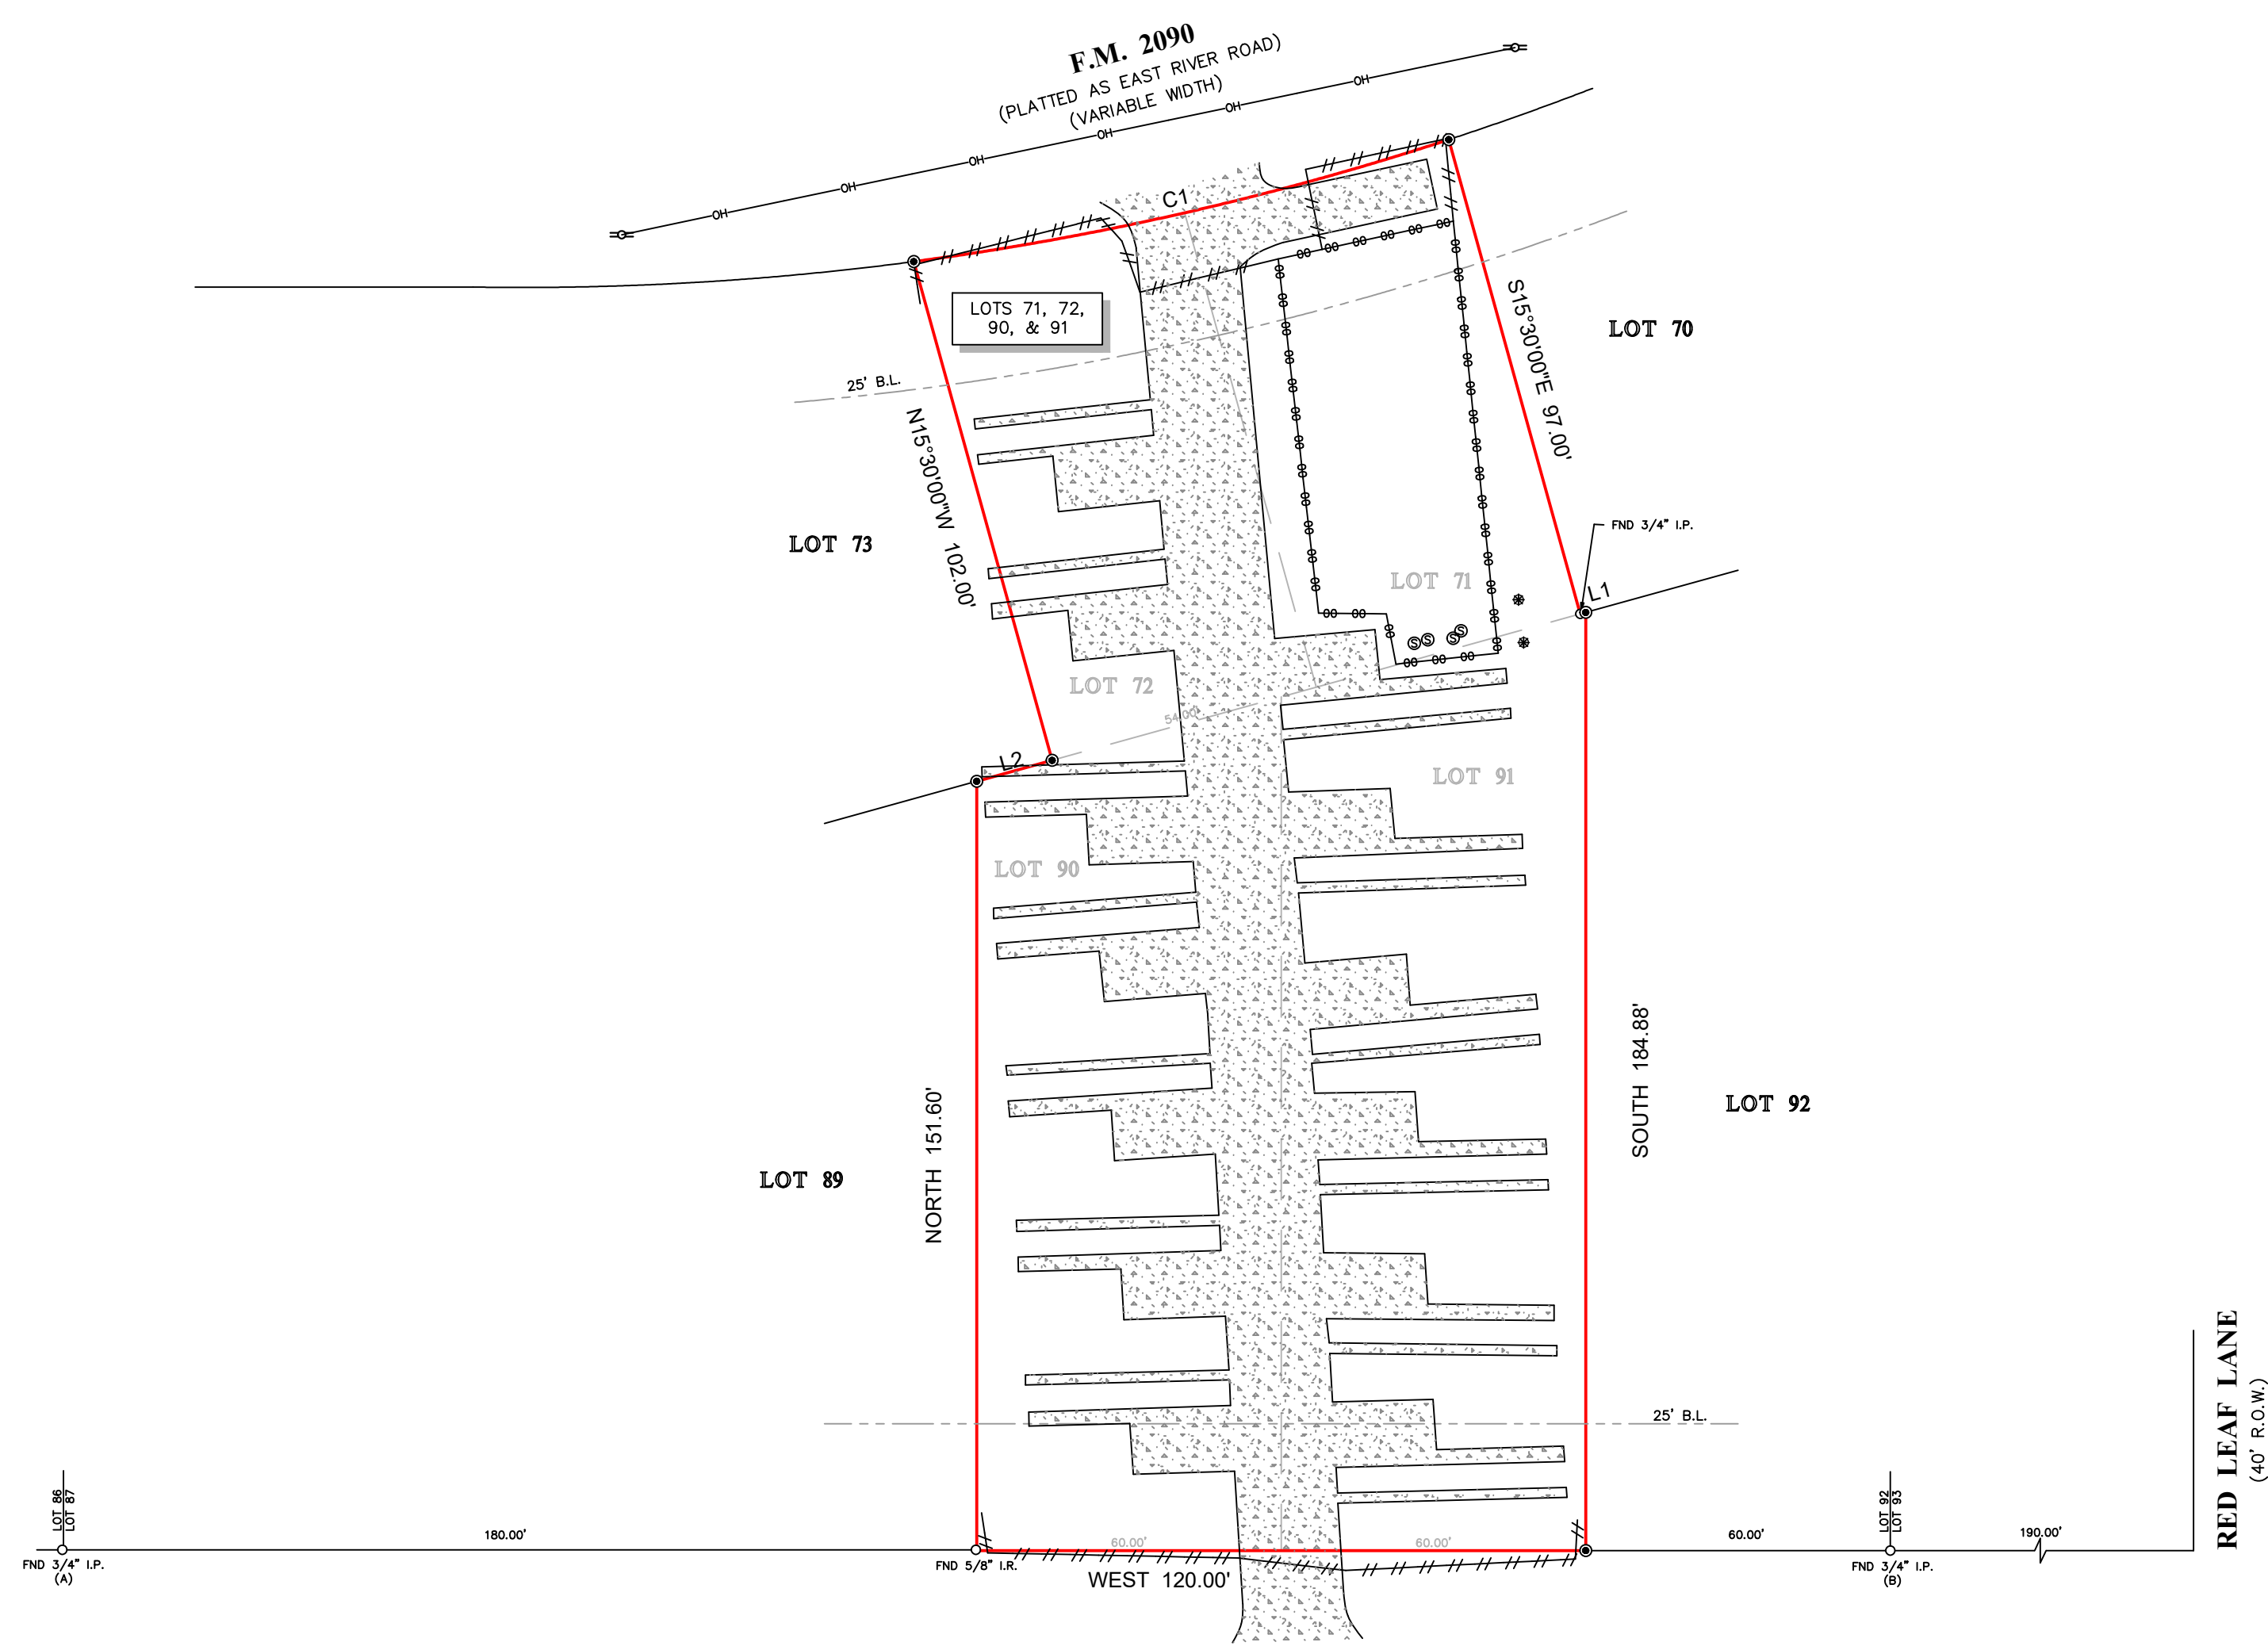 F.M. 2090
(PLATTED AS EAST RIVER ROAD)
(VARIABLE WIDTH)
OH
OH
OH
OH
OH
OH
C1
LOTS 71, 72,
90, & 91
25' B.L.
N15°30'00"W 102.00'
S15°30'00"E 97.00'
LOT 70
LOT 73
FND 3/4" I.P.
L1
LOT 71
S
S
S
S
LOT 72
54.00'
L2
LOT 91
LOT 90
NORTH 151.60'
SOUTH 184.88'
LOT 92
LOT 89
25' B.L.
RED LEAF LANE
(40' R.O.W.)
LOT 86
LOT 87
180.00'
60.00'
60.00'
60.00'
LOT 92
LOT 93
190.00'
FND 3/4" I.P.
(A)
FND 5/8" I.R.
WEST 120.00'
FND 3/4" I.P.
(B)